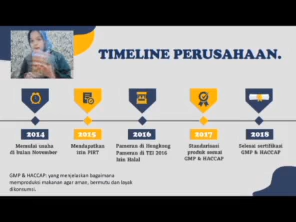 TIMELINE PERUSAHAAN.
2014
Memulai usaha
di bulan November
2015
Mendapatkan
izin PIRT
2016
Pameran di Hongkong
Pameran di TEI 2016
Izin Halal
2017
Standarisasi
produk sesuai
GMP & HACCAP
2018
Selesai sertifikasi
GMP & HACCAP
GMP & HACCAP: yang menjelaskan bagaimana
memproduksi makanan agar aman, bermutu dan layak
dikonsumsi.